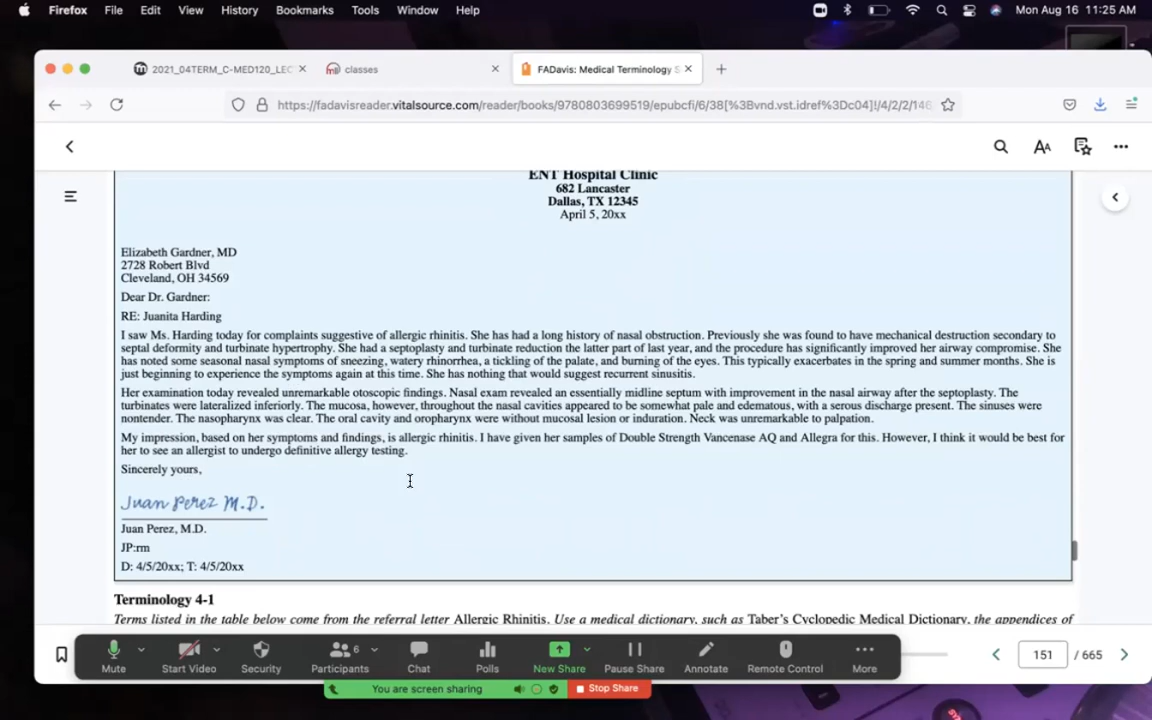 Firefox File Edit View History Bookmarks Tools Window Help Mon Aug 16 11:25 AM
2021_04TERM_C-MED120_LEC classes FADavis: Medical Terminology S
https://fadavisreader.vitalsource.com/reader/books/9780803699519/epubcfi/6/38[%3Bvnd.vst.idref%3Dc04]!/4/2/2/146
AA
ENT Hospital Clinic
682 Lancaster
Dallas, TX 12345
April 5, 20xx
Elizabeth Gardner, MD
2728 Robert Blvd
Cleveland, OH 34569
Dear Dr. Gardner:
RE: Juanita Harding
I saw Ms. Harding today for complaints suggestive of allergic rhinitis. She has had a long history of nasal obstruction. Previously she was found to have mechanical destruction secondary to
septal deformity and turbinate hypertrophy. She had a septoplasty and turbinate reduction the latter part of last year, and the procedure has significantly improved her airway compromise. She
has noted some seasonal nasal symptoms of sneezing, watery rhinorrhea, a tickling of the palate, and burning of the eyes. This typically exacerbates in the spring and summer months. She is
just beginning to experience the symptoms again at this time. She has nothing that would suggest recurrent sinusitis.
Her examination today revealed unremarkable otoscopic findings. Nasal exam revealed an essentially midline septum with improvement in the nasal airway after the septoplasty. The
turbinates were lateralized inferiorly. The mucosa, however, throughout the nasal cavities appeared to be somewhat pale and edematous, with a serous discharge present. The sinuses were
nontender. The nasopharynx was clear. The oral cavity and oropharynx were without mucosal lesion or induration. Neck was unremarkable to palpation.
My impression, based on her symptoms and findings, is allergic rhinitis. I have given her samples of Double Strength Vancenase AQ and Allegra for this. However, I think it would be best for
her to see an allergist to undergo definitive allergy testing.
Sincerely yours,
Juan Perez M.D.
Juan Perez, M.D.
JP:rm
D: 4/5/20xx; T: 4/5/20xx
Terminology 4-1
Terms listed in the table below come from the referral letter Allergic Rhinitis. Use a medical dictionary, such as Taber's Cyclopedic Medical Dictionary, the appendices of
6
Mute Start Video Security Participants Chat Polls New Share Pause Share Annotate Remote Control More
151 / 665
You are screen sharing Stop Share